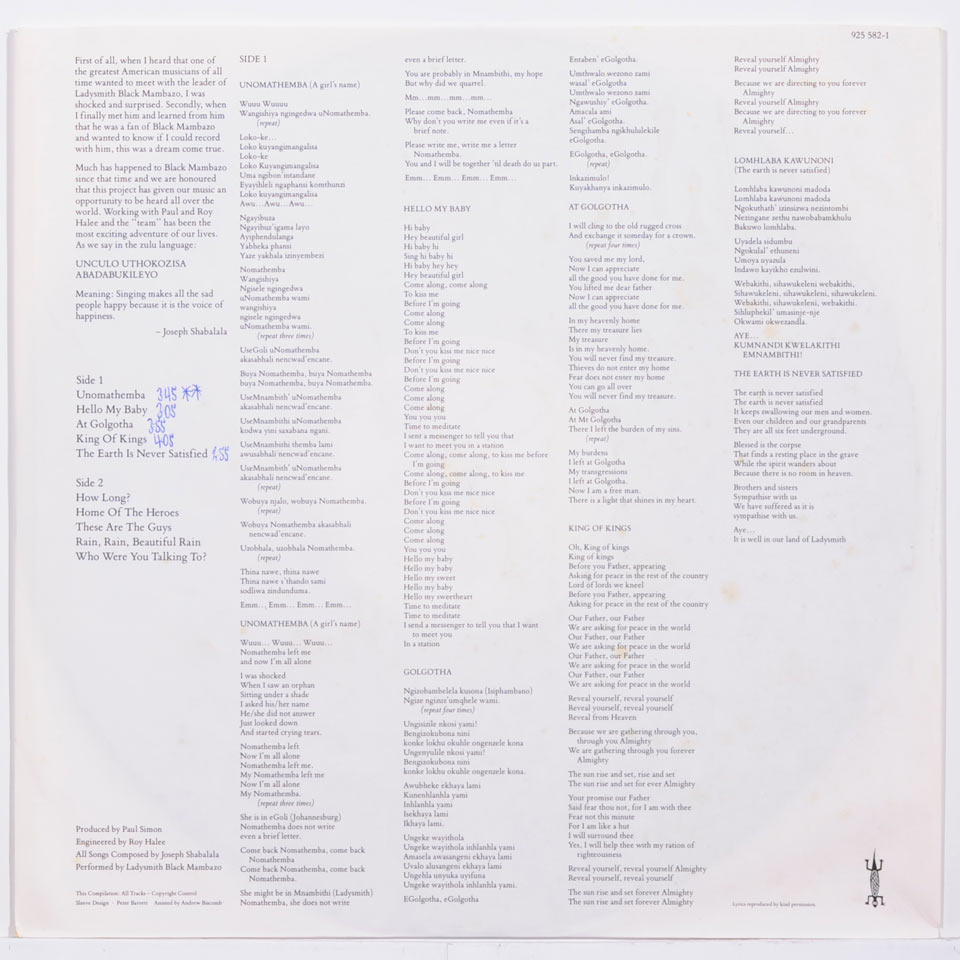 925 582-1
First of all, when I heard that one of
the greatest American musicians of all
time wanted to meet with the leader of
Ladysmith Black Mambazo, I was
shocked and surprised. Secondly, when
I finally met him and learned from him
that he was a fan of Black Mambazo
and wanted to know if I could record
with him, this was a dream come true.
Much has happened to Black Mambazo
since that time and we are honoured
that this project has given our music an
opportunity to be heard all over the
world. Working with Paul and Roy
Halee and the "team" has been the
most exciting adventure of our lives.
As we say in the zulu language:
UNCULO UTHOKOZISA
ABADABUKILEYO
Meaning: Singing makes all the sad
people happy because it is the voice of
happiness.
– Joseph Shabalala
Side 1
Unomathemba 3.45 **
Hello My Baby 3.05
At Golgotha 3.85
King Of Kings 4.05
The Earth Is Never Satisfied
Side 2
How Long?
Home Of The Heroes
These Are The Guys
Rain, Rain, Beautiful Rain
Who Were You Talking To?
Produced by Paul Simon
Engineered by Roy Halee
All Songs Composed by Joseph Shabalala
Performed by Ladysmith Black Mambazo
This Compilation: All Tracks – Copyright Control
Sleeve Design · Peter Barrett Assisted by Andrew Biscomb
SIDE 1
UNOMATHEMBA (A girl's name)
Wuuu Wuuuu
Wangishiya ngingedwa uNomathemba.
(repeat)
Loko-ke...
Loko kuyangimangalisa
Loko-ke
Loko Kuyangimangalisa
Uma ngibon'intandane
Eyayihleli ngaphansi komthunzi
Loko kuyangimangalisa
Awu...Awu...Awu...
Ngayibuza
Ngayibuz'igama layo
Ayiphendulanga
Yabheka phansi
Yaze yakhala izinyembezi
Nomathemba
Wangishiya
Ngisele ngingedwa
uNomathemba wami
wangishiya
ngisele ngingedwa
uNomathemba wami.
(repeat three times)
UseGoli uNomathemba
akasabhali nencwad'encane.
Buya Nomathemba, buya Nomathemba
buya Nomathemba, buya Nomathemba.
UseMnambith' uNomathemba
akasabhali nencwad'encane.
UseMnambithi uNomathemba
kodwa yini saxabana ngani.
UseMnambithi themba lami
awusabhali nencwad'encane.
UseMnambith' uNomathemba
akasabhali nencwad'encane.
(repeat)
Wobuya njalo, wobuya Nomathemba.
(repeat)
Wobuya Nomathemba akasabhali
nencwad'encane.
Uzobhala, uzobhala Nomathemba.
(repeat)
Thina nawe, thina nawe
Thina nawe s'thando sami
sodliwa zindunduma.
Emm..., Emm... Emm... Emm...
UNOMATHEMBA (A girl's name)
Wuuu... Wuuu... Wuuu...
Nomathemba left me
and now I'm all alone
I was shocked
When I saw an orphan
Sitting under a shade
I asked his/her name
He/she did not answer
Just looked down
And started crying tears.
Nomathemba left
Now I'm all alone
Nomathemba left me.
My Nomathemba left me
Now I'm all alone
My Nomathemba.
(repeat three times)
She is in eGoli (Johannesburg)
Nomathemba does not write
even a brief letter.
Come back Nomathemba, come back
Nomathemba
Come back Nomathemba, come back
Nomathemba.
She might be in Mnambithi (Ladysmith)
Nomathemba, she does not write
even a brief letter.
You are probably in Mnambithi, my hope
But why did we quarrel.
Mm...mm...mm...mm...
Please come back, Nomathemba
Why don't you write me even if it's a
brief note.
Please write me, write me a letter
Nomathemba.
You and I will be together 'til death do us part.
Emm... Emm... Emm... Emm...
HELLO MY BABY
Hi baby
Hey beautiful girl
Hi baby hi
Sing hi baby hi
Hi baby hey hey
Hey beautiful girl
Come along, come along
To kiss me
Before I'm going
Come along
Come along
To kiss me
Before I'm going
Don't you kiss me nice nice
Before I'm going
Don't you kiss me nice nice
Before I'm going
Come along
Come along
Come along
You you you
Time to meditate
I sent a messenger to tell you that
I want to meet you in a station
Come along, come along, to kiss me before
I'm going
Come along, come along, to kiss me
Before I'm going
Don't you kiss me nice nice
Before I'm going
Don't you kiss me nice nice
Come along
Come along
Come along
You you you
Hello my baby
Hello my baby
Hello my sweet
Hello my baby
Hello my sweetheart
Time to meditate
Time to meditate
I send a messenger to tell you that I want
to meet you
In a station
GOLGOTHA
Ngizohambelela kusona (Isiphambano)
Ngize nginze'umqhele wami.
(repeat four times)
Ungisizile nkosi yami!
Bengizokubona nini
konke lokhu okuhle ongenzele kona
Ungenyulile nkosi yami!
Bengizokubona nini
konke lokhu okuhle ongenzele kona.
Awubheke ekhaya lami
Kunenhlanhla yami
Inhlanhla yami
Isekhaya lami
Ikhaya lami.
Ungeke wayithola
Ungeke wayithola inhlanhla yami
Amasela awasangeni ekhaya lami
Uvalo alusangeni ekhaya lami
Ungehla unyuka uyifuna
Ungeke wayithola inhlanhla yami.
EGolgotha, eGolgotha
Entaben' eGolgotha.
Umthwalo wezono zami
wasal' eGolgotha
Umthwalo wezono zami
Ngawushiy' eGolgotha.
Amacala ami
Asal' eGolgotha.
Sengihamba ngikhululekile
eGolgotha.
EGolgotha, eGolgotha.
(repeat)
Inkazimulo!
Kuyakhanya inkazimulo.
AT GOLGOTHA
I will cling to the old rugged cross
And exchange it someday for a crown.
(repeat four times)
You saved me my lord,
Now I can appreciate
all the good you have done for me.
You lifted me dear father
Now I can appreciate
all the good you have done for me.
In my heavenly home
There my treasure lies
My treasure
Is in my heavenly home.
You will never find my treasure.
Thieves do not enter my home
Fear does not enter my home
You can go all over
You will never find my treasure.
At Golgotha
At Mt Golgotha
There I left the burden of my sins.
(repeat)
My burdens
I left at Golgotha
My transgressions
I left at Golgotha.
Now I am a free man.
There is a light that shines in my heart.
KING OF KINGS
Oh, King of kings
King of kings
Before you Father, appearing
Asking for peace in the rest of the country
Lord of lords we kneel
Before you Father, appearing
Asking for peace in the rest of the country
Our Father, our Father
We are asking for peace in the world
Our Father, our Father
We are asking for peace in the world
Our Father, our Father
We are asking for peace in the world
Our Father, our Father
We are asking for peace in the world
Reveal yourself, reveal yourself
Reveal yourself, reveal yourself
Reveal from Heaven
Because we are gathering through you,
through you Almighty
We are gathering through you forever
Almighty
The sun rise and set, rise and set
The sun rise and set for ever Almighty
Your promise our Father
Said fear thou not, for I am with thee
Fear not this minute
For I am like a hut
I will surround thee
Yes, I will help thee with my ration of
righteousness
Reveal yourself, reveal yourself Almighty
Reveal yourself, reveal yourself
The sun rise and set forever Almighty
The sun rise and set forever Almighty
Reveal yourself Almighty
Reveal yourself Almighty
Because we are directing to you forever
Almighty
Reveal yourself Almighty
Because we are directing to you forever
Almighty
Reveal yourself...
LOMHLABA KAWUNONI
(The earth is never satisfied)
Lomhlaba kawunoni madoda
Lomhlaba kawunoni madoda
Ngokuthath' izinsizwa nezintombi
Nezingane zethu nawobabamkhulu
Bakuwo lomhlaba.
Uyadela sidumbu
Ngokulal' ethuneni
Umoya uyazula
Indawo kayikho ezulwini.
Webakithi, sihawukeleni webakithi,
Sihawukeleni, sihawukeleni, sihawukeleni.
Webakithi, sihawukeleni, webakithi.
Sihluphekil' umasinje-nje
Okwami okwezandla.
AYE...
KUMNANDI KWELAKITHI
EMNAMBITHI!
THE EARTH IS NEVER SATISFIED
The earth is never satisfied
The earth is never satisfied
It keeps swallowing our men and women.
Even our children and our grandparents
They are all six feet underground.
Blessed is the corpse
That finds a resting place in the grave
While the spirit wanders about
Because there is no room in heaven.
Brothers and sisters
Sympathise with us
We have suffered as it is
sympathise with us.
Aye...
It is well in our land of Ladysmith
Lyrics reproduced by kind permission.